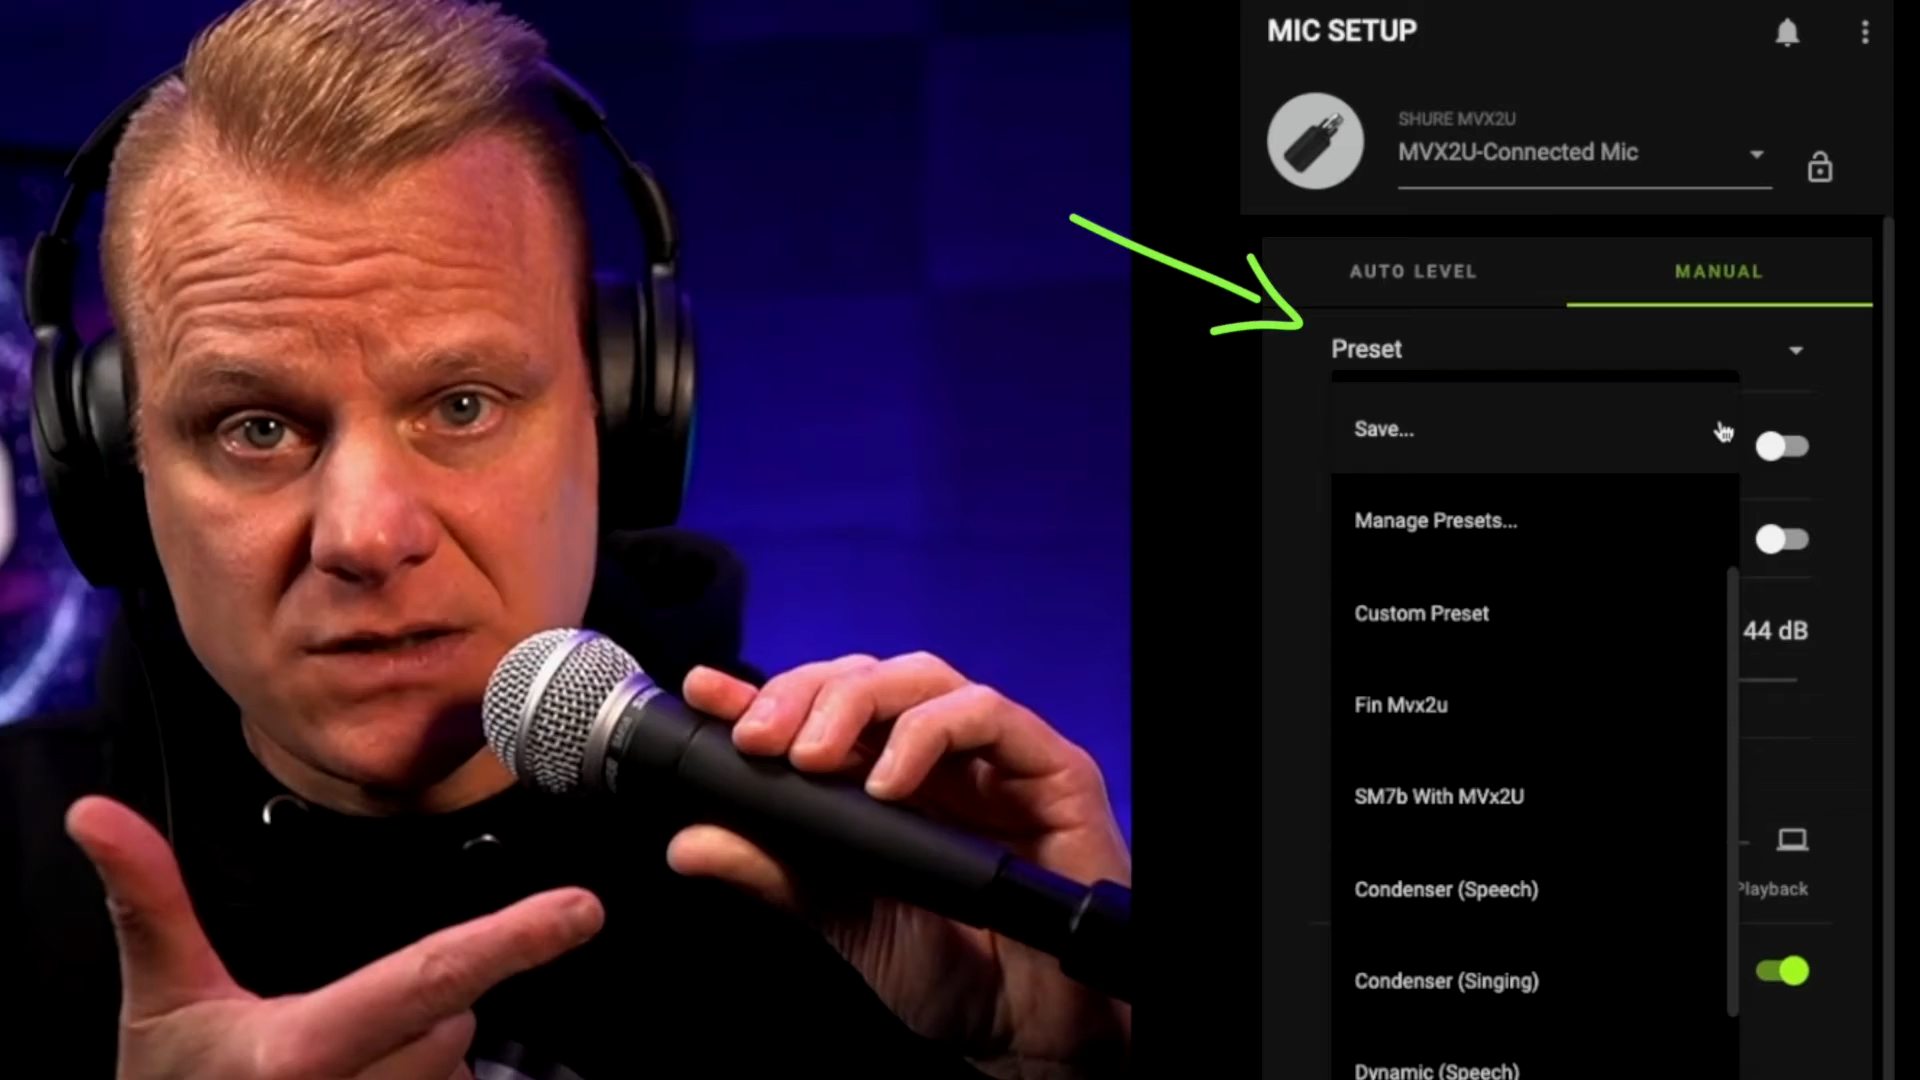 MIC SETUP
SHURE MVX2U
MVX2U-Connected Mic
AUTO LEVEL
MANUAL
Preset
Save...
Manage Presets...
Custom Preset
44 dB
Fin Mvx2u
SM7b With MVx2U
Condenser (Speech)
Playback
Condenser (Singing)
Dynamic (Speech)